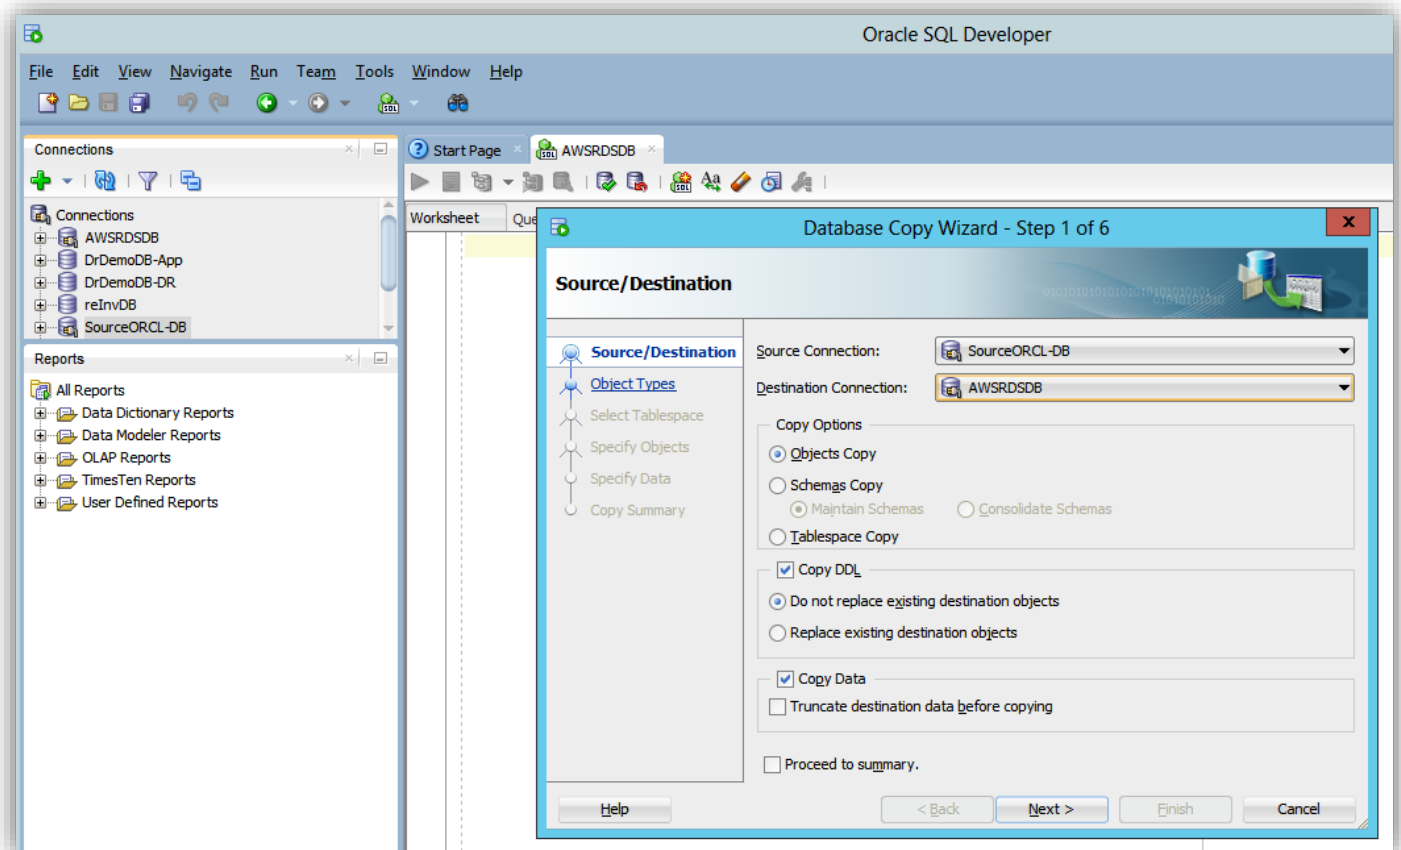 Oracle SQL Developer
File Edit View Navigate Run Team Tools Window Help
SQL
Connections
Connections
AWSRDSDB
DrDemoDB-App
DrDemoDB-DR
reInvDB
SourceORCL-DB
Reports
All Reports
Data Dictionary Reports
Data Modeler Reports
OLAP Reports
TimesTen Reports
User Defined Reports
Start Page AWSRDSDB
Worksheet Que
Database Copy Wizard - Step 1 of 6
Source/Destination
Source/Destination
Object Types
Select Tablespace
Specify Objects
Specify Data
Copy Summary
Source Connection: SourceORCL-DB
Destination Connection: AWSRDSDB
Copy Options
Objects Copy
Schemas Copy
Maintain Schemas Consolidate Schemas
Tablespace Copy
Copy DDL
Do not replace existing destination objects
Replace existing destination objects
Copy Data
Truncate destination data before copying
Proceed to summary.
Help < Back Next > Finish Cancel